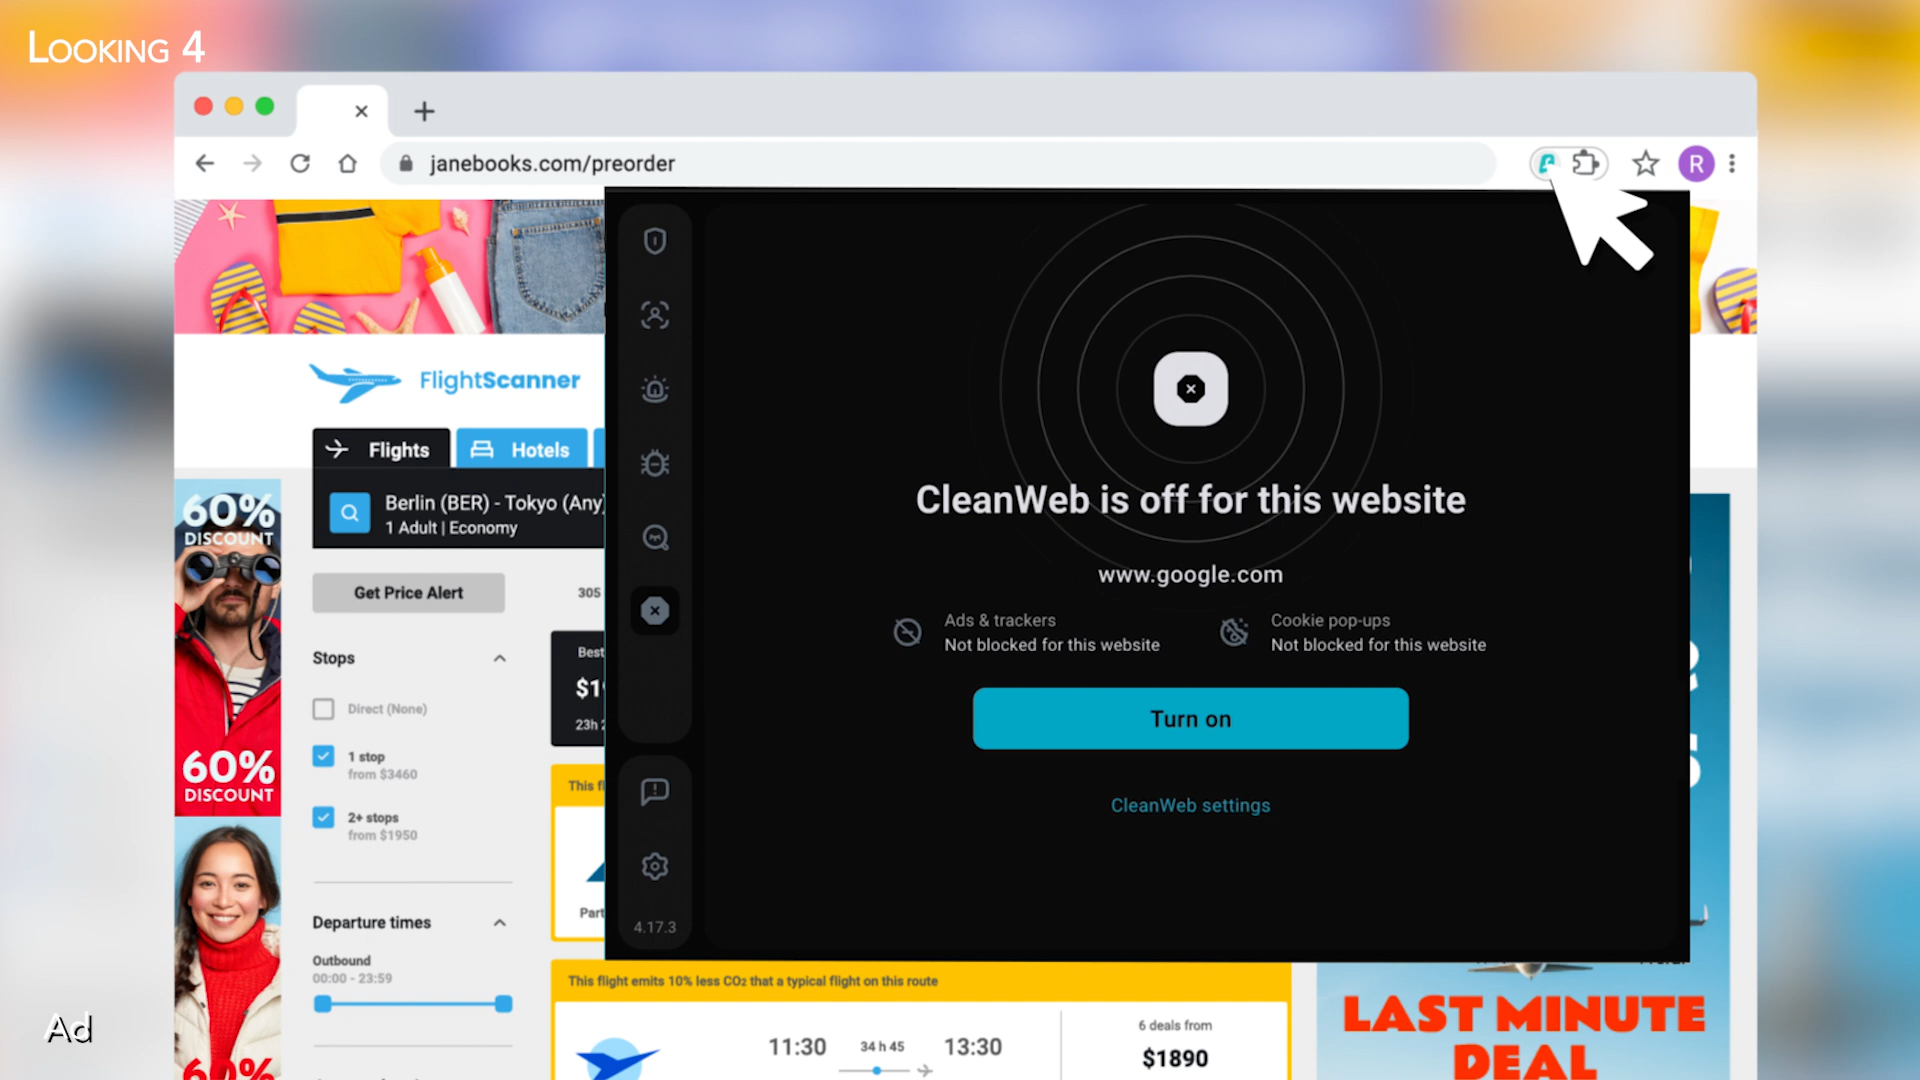 LOOKING 4
janebooks.com/preorder
R
FlightScanner
Flights
Hotels
60%
DISCOUNT
Berlin (BER) - Tokyo (Any)
1 Adult | Economy
Get Price Alert
305
Stops
Direct (None)
1 stop
from $3460
2+ stops
from $1950
60%
DISCOUNT
Departure times
Outbound
00:00 - 23:59
60%
Best
23h
This
Part
CleanWeb is off for this website
www.google.com
Ads & trackers
Not blocked for this website
Cookie pop-ups
Not blocked for this website
Turn on
CleanWeb settings
4.17.3
This flight emits 10% less CO2 that a typical flight on this route
11:30
34 h 45
13:30
6 deals from
$1890
LAST MINUTE
DEAL
Ad